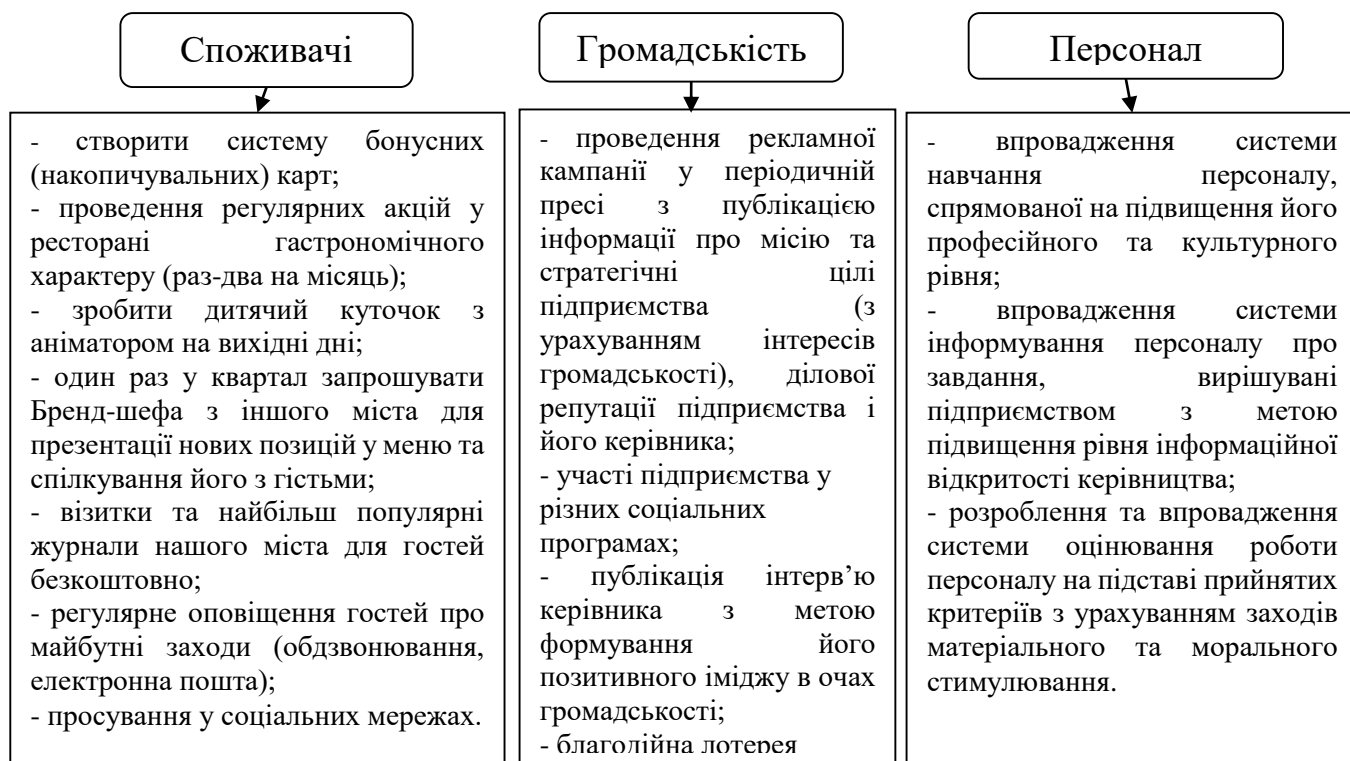 Споживачі
Громадськість
Персонал
- створити систему бонусних
(накопичувальних) карт;
- проведення регулярних акцій у
ресторані гастрономічного
характеру (раз-два на місяць);
- зробити дитячий куточок з
аніматором на вихідні дні;
- один раз у квартал запрошувати
Бренд-шефа з іншого міста для
презентації нових позицій у меню та
спілкування його з гістьми;
- візитки та найбільш популярні
журнали нашого міста для гостей
безкоштовно;
- регулярне оповіщення гостей про
майбутні заходи (обдзвонювання,
електронна пошта);
- просування у соціальних мережах.
- проведення рекламної
кампанії у періодичній
пресі з публікацією
інформації про місію та
стратегічні цілі
підприємства (з
урахуванням інтересів
громадськості), ділової
репутації підприємства і
його керівника;
- участі підприємства у
різних соціальних
програмах;
- публікація інтерв’ю
керівника з метою
формування його
позитивного іміджу в очах
громадськості;
- благодійна лотерея
- впровадження системи
навчання персоналу,
спрямованої на підвищення його
професійного та культурного
рівня;
- впровадження системи
інформування персоналу про
завдання, вирішувані
підприємством з метою
підвищення рівня інформаційної
відкритості керівництва;
- розроблення та впровадження
системи оцінювання роботи
персоналу на підставі прийнятих
критеріїв з урахуванням заходів
матеріального та морального
стимулювання.